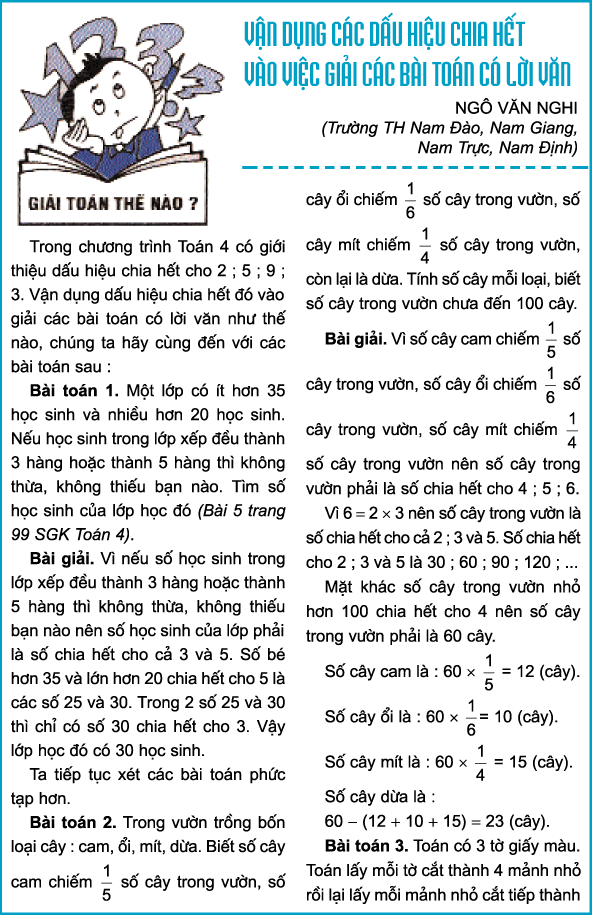 VẬN DỤNG CÁC DẤU HIỆU CHIA HẾT
VÀO VIỆC GIẢI CÁC BÀI TOÁN CÓ LỜI VĂN
NGÔ VĂN NGHI
(Trường TH Nam Đào, Nam Giang,
Nam Trực, Nam Định)
123
GIẢI TOÁN THẾ NÀO ?
Trong chương trình Toán 4 có giới
thiệu dấu hiệu chia hết cho 2 ; 5 ; 9 ;
3. Vận dụng dấu hiệu chia hết đó vào
giải các bài toán có lời văn như thế
nào, chúng ta hãy cùng đến với các
bài toán sau :
Bài toán 1. Một lớp có ít hơn 35
học sinh và nhiều hơn 20 học sinh.
Nếu học sinh trong lớp xếp đều thành
3 hàng hoặc thành 5 hàng thì không
thừa, không thiếu bạn nào. Tìm số
học sinh của lớp học đó (Bài 5 trang
99 SGK Toán 4).
Bài giải. Vì nếu số học sinh trong
lớp xếp đều thành 3 hàng hoặc thành
5 hàng thì không thừa, không thiếu
bạn nào nên số học sinh của lớp phải
là số chia hết cho cả 3 và 5. Số bé
hơn 35 và lớn hơn 20 chia hết cho 5 là
các số 25 và 30. Trong 2 số 25 và 30
thì chỉ có số 30 chia hết cho 3. Vậy
lớp học đó có 30 học sinh.
Ta tiếp tục xét các bài toán phức
tạp hơn.
Bài toán 2. Trong vườn trồng bốn
loại cây : cam, ổi, mít, dừa. Biết số cây
cam chiếm 1/5 số cây trong vườn, số
cây ổi chiếm 1/6 số cây trong vườn, số
cây mít chiếm 1/4 số cây trong vườn,
còn lại là dừa. Tính số cây mỗi loại, biết
số cây trong vườn chưa đến 100 cây.
Bài giải. Vì số cây cam chiếm 1/5 số
cây trong vườn, số cây ổi chiếm 1/6 số
cây trong vườn, số cây mít chiếm 1/4
số cây trong vườn nên số cây trong
vườn phải là số chia hết cho 4 ; 5 ; 6.
Vì 6 = 2 × 3 nên số cây trong vườn là
số chia hết cho cả 2 ; 3 và 5. Số chia hết
cho 2 ; 3 và 5 là 30 ; 60 ; 90 ; 120 ; ...
Mặt khác số cây trong vườn nhỏ
hơn 100 chia hết cho 4 nên số cây
trong vườn phải là 60 cây.
Số cây cam là : 60 × 1/5 = 12 (cây).
Số cây ổi là : 60 × 1/6 = 10 (cây).
Số cây mít là : 60 × 1/4 = 15 (cây).
Số cây dừa là :
60 − (12 + 10 + 15) = 23 (cây).
Bài toán 3. Toán có 3 tờ giấy màu.
Toán lấy mỗi tờ cắt thành 4 mảnh nhỏ
rồi lại lấy mỗi mảnh nhỏ cắt tiếp thành